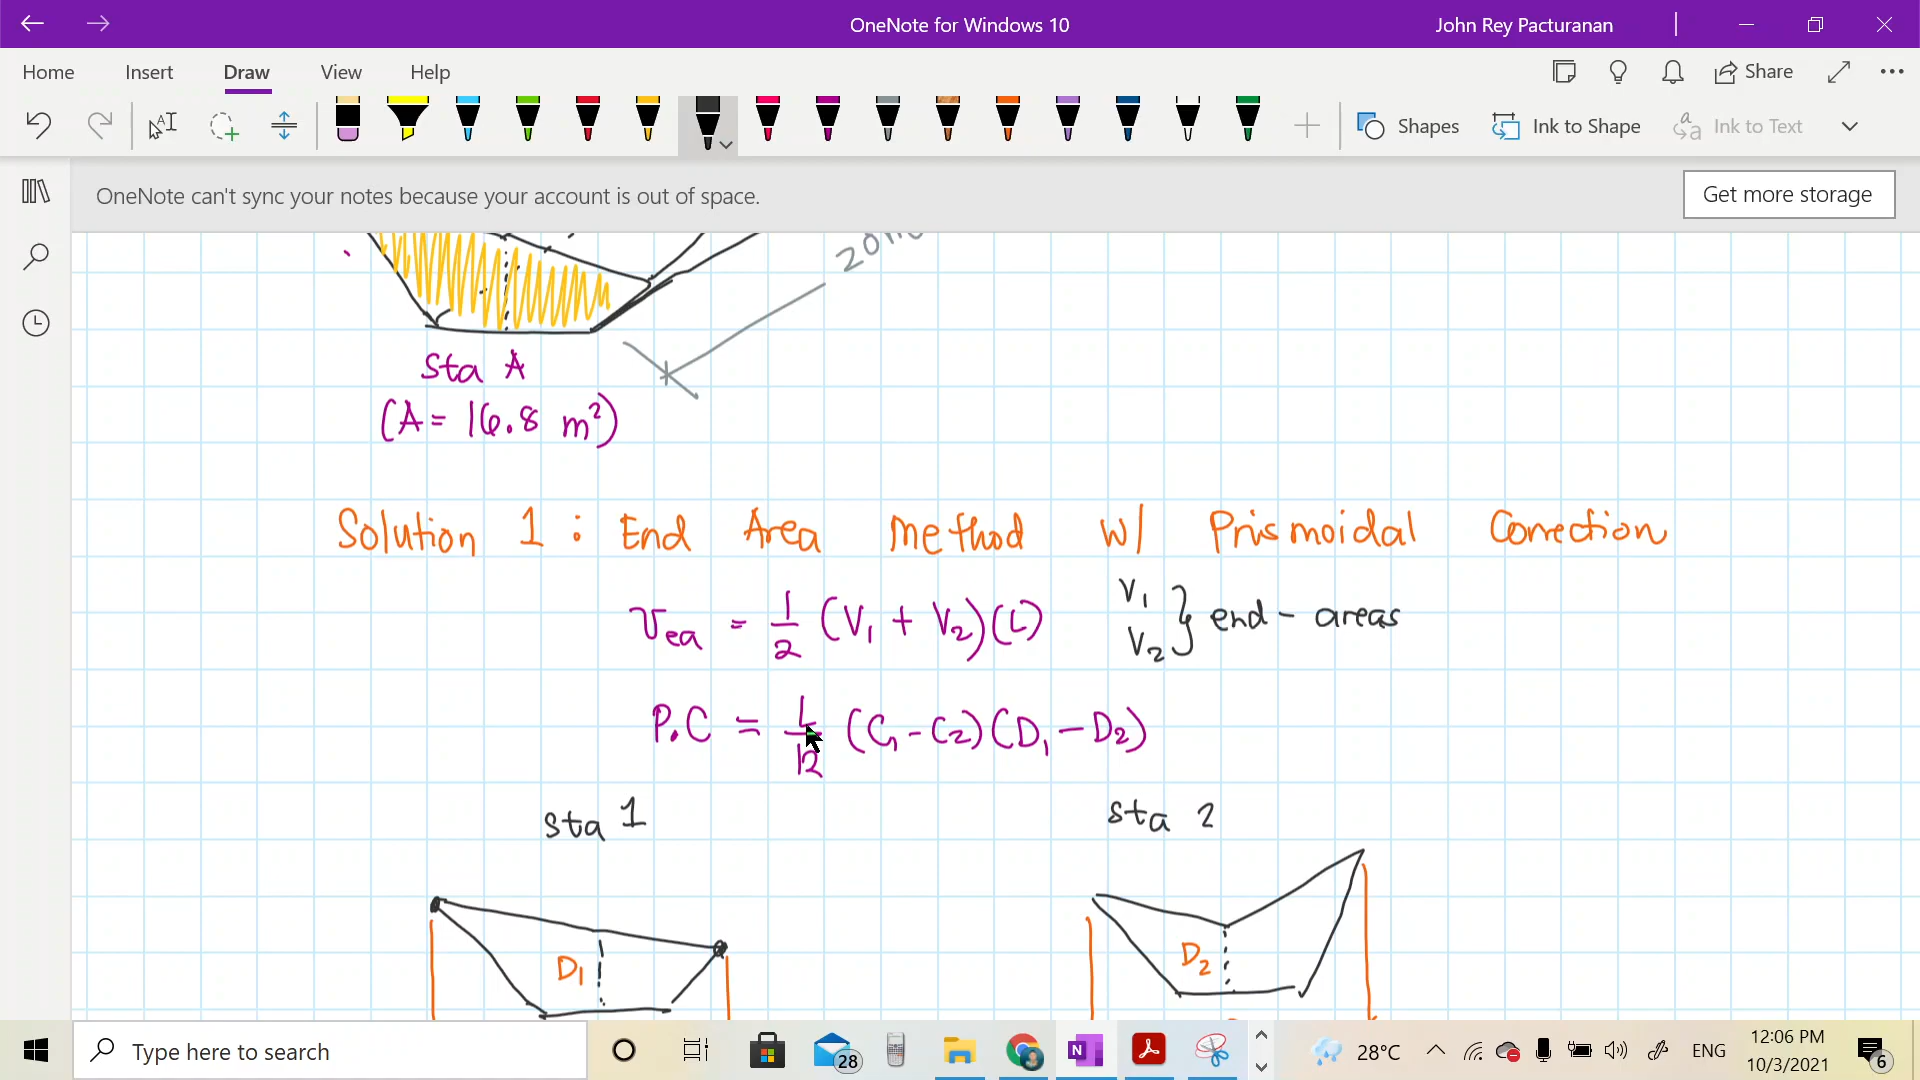 OneNote for Windows 10
John Rey Pacturanan
Home Insert Draw View Help
Share
Shapes Ink to Shape Ink to Text
OneNote can't sync your notes because your account is out of space.
Get more storage
Sta A
(A = 16.8 m²)
Solution 1 : End Area Method w/ Prismoidal Correction
Vea = 1/2 (V₁ + V₂)(L)
V₁
V₂ } end - areas
P.C = L/12 (C₁ - C₂)(D₁ - D₂)
Sta 1
Sta 2
D₁
D₂
Type here to search
28
28°C
ENG
12:06 PM
10/3/2021
6